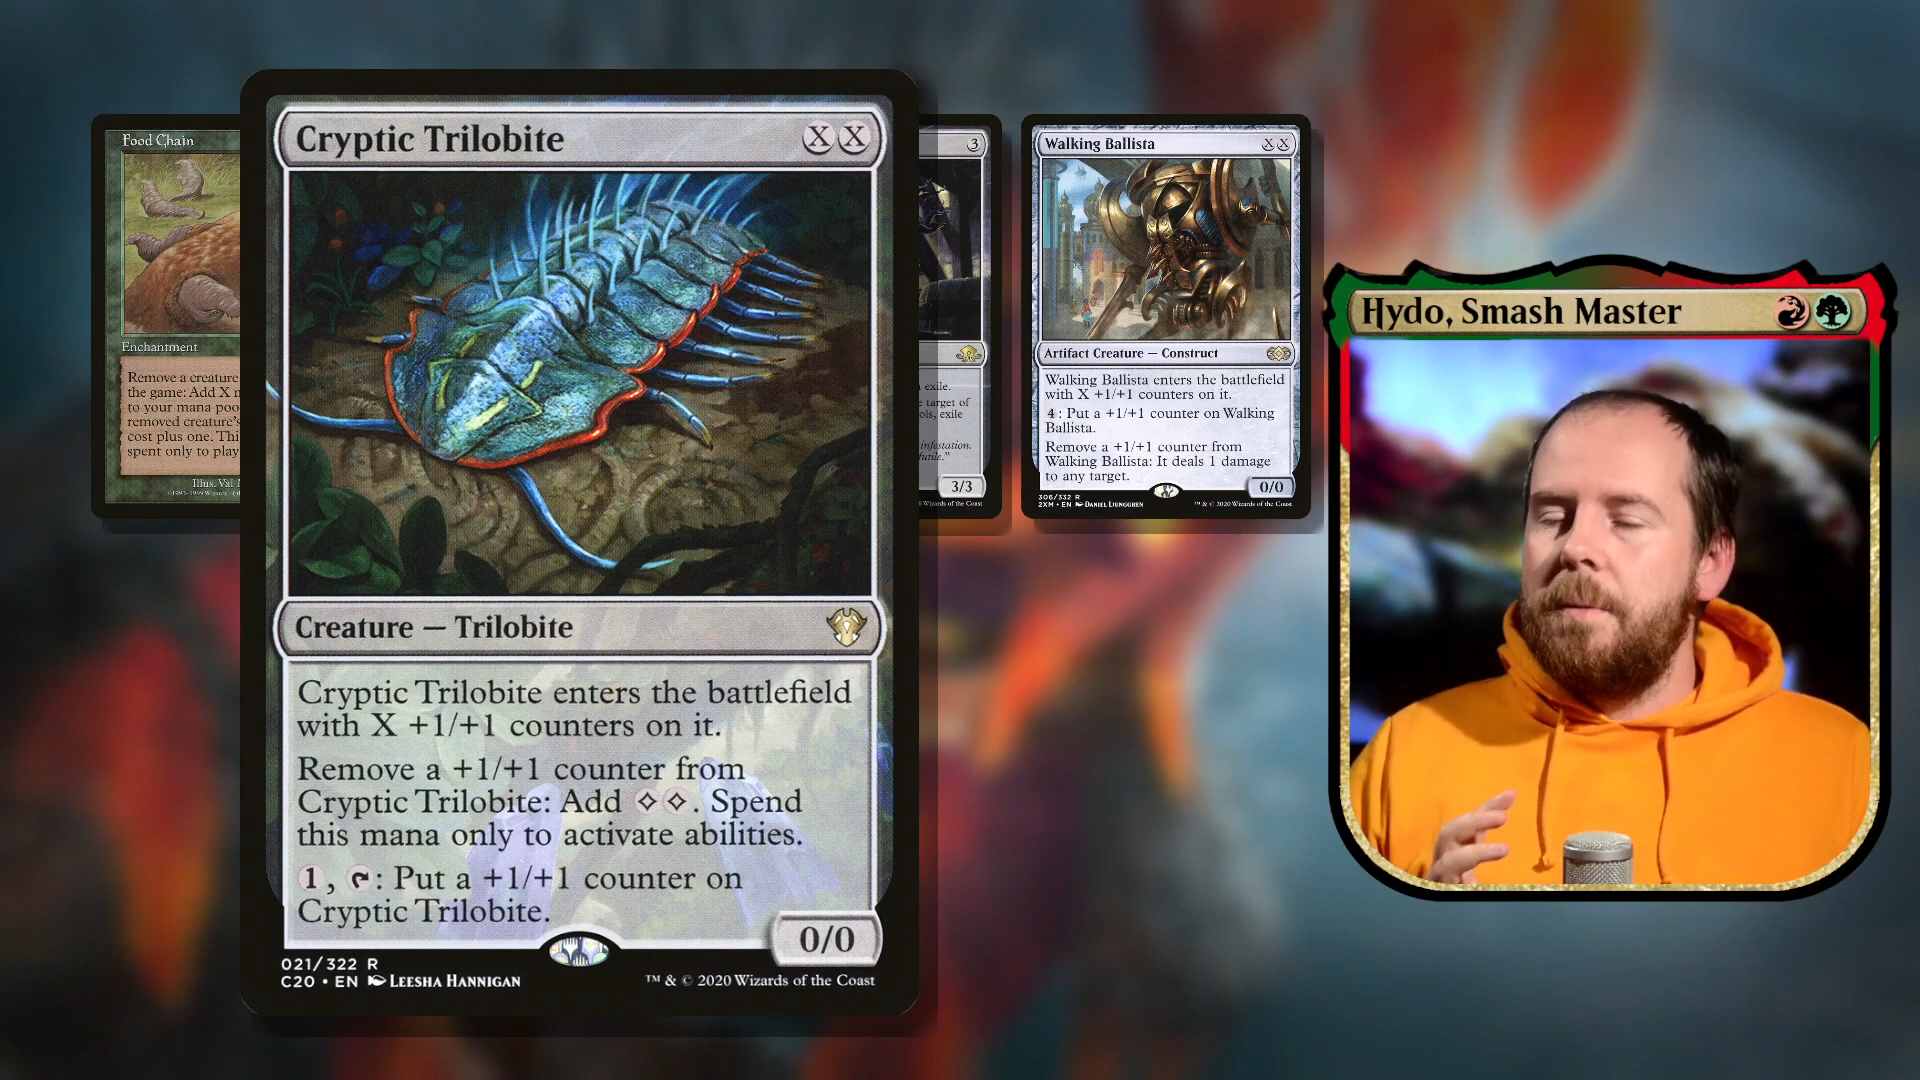 Food Chain
Enchantment
Remove a creature
the game: Add X m
to your mana poo
removed creature's
cost plus one. Thi
spent only to play
Illus. Val
Cryptic Trilobite XX
Creature — Trilobite
Cryptic Trilobite enters the battlefield
with X +1/+1 counters on it.
Remove a +1/+1 counter from
Cryptic Trilobite: Add . Spend
this mana only to activate abilities.
1, : Put a +1/+1 counter on
Cryptic Trilobite.
0/0
021/322 R
C20 • EN LEESHA HANNIGAN
™ & © 2020 Wizards of the Coast
3
exile.
target of
ols, exile
infestation.
3/3
Wizards of the Coast
Walking Ballista XX
Artifact Creature — Construct
Walking Ballista enters the battlefield
with X +1/+1 counters on it.
4: Put a +1/+1 counter on Walking
Ballista.
Remove a +1/+1 counter from
Walking Ballista: It deals 1 damage
to any target.
0/0
306/332 R
2XM • EN DANIEL LJUNGGREN
™ & © 2020 Wizards of the Coast
Hydo, Smash Master